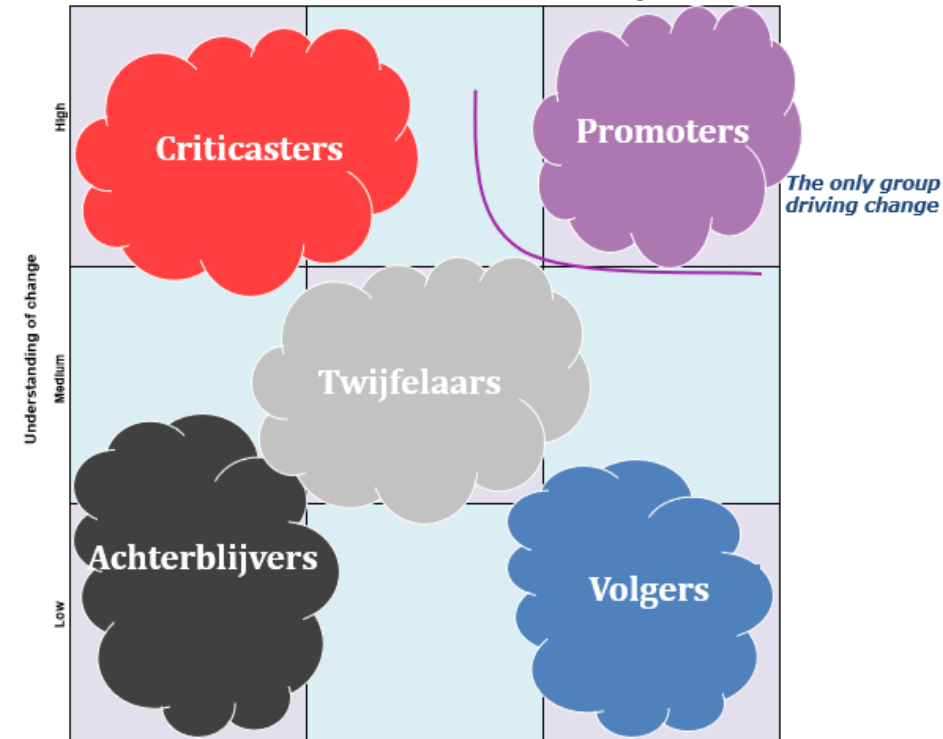 High
Criticasters
Promoters
The only group
driving change
Understanding of change
Medium
Twijfelaars
Achterblijvers
Volgers
Low